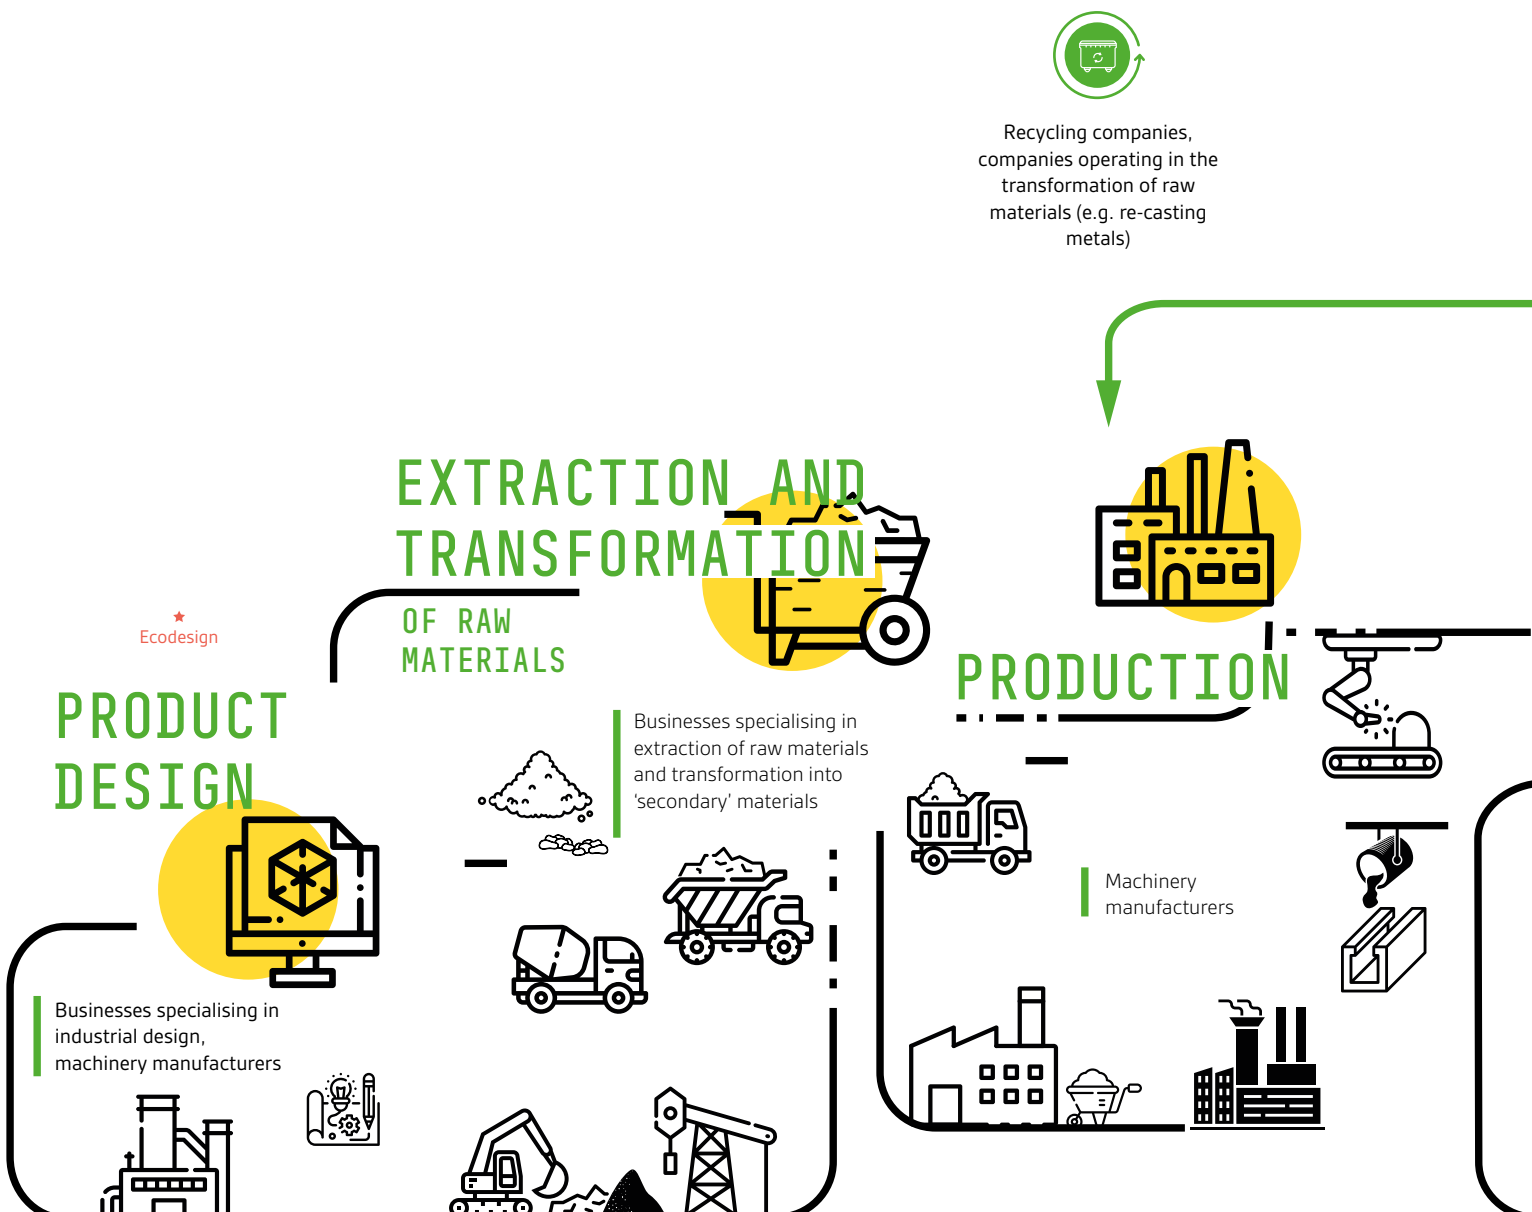 Recycling companies,
companies operating in the
transformation of raw
materials (e.g. re-casting
metals)
EXTRACTION AND
TRANSFORMATION
OF RAW
MATERIALS
Ecodesign
PRODUCT
DESIGN
PRODUCTION
Businesses specialising in
extraction of raw materials
and transformation into
‘secondary’ materials
Machinery
manufacturers
Businesses specialising in
industrial design,
machinery manufacturers